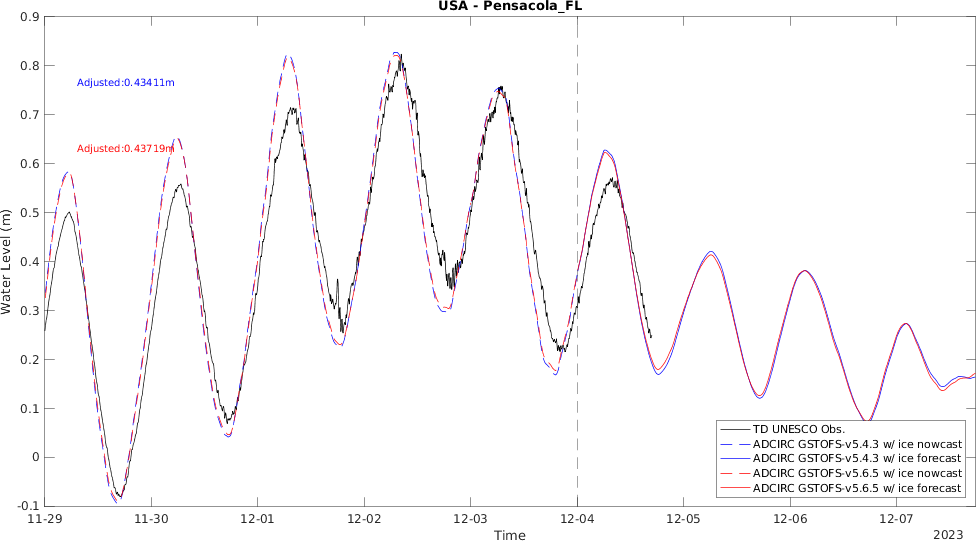 USA - Pensacola_FL
0.9
0.8
Adjusted:0.43411m
0.7
Adjusted:0.43719m
0.6
0.5
0.4
0.3
0.2
0.1
0
-0.1
Water Level (m)
TD UNESCO Obs.
ADCIRC GSTOFS-v5.4.3 w/ ice nowcast
ADCIRC GSTOFS-v5.4.3 w/ ice forecast
ADCIRC GSTOFS-v5.6.5 w/ ice nowcast
ADCIRC GSTOFS-v5.6.5 w/ ice forecast
11-29 11-30 12-01 12-02 12-03 12-04 12-05 12-06 12-07
Time
2023